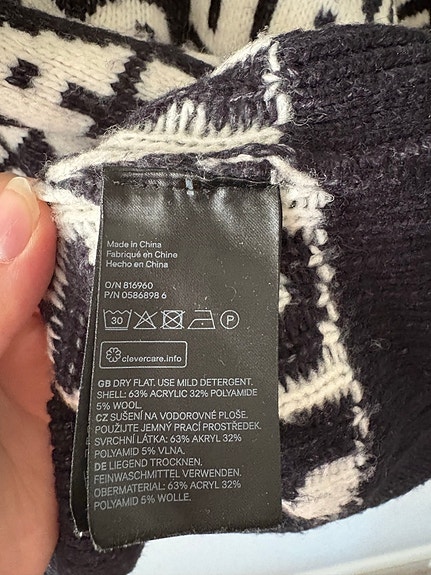 Made in China
Fabriqué en Chine
Hecho en China
O/N 816960
P/N 0586898 6
30
P
clevercare.info
GB DRY FLAT. USE MILD DETERGENT.
SHELL: 63% ACRYLIC 32% POLYAMIDE
5% WOOL.
CZ SUŠENÍ NA VODOROVNÉ PLOŠE.
POUŽIJTE JEMNÝ PRACÍ PROSTŘEDEK.
SVRCHNÍ LÁTKA: 63% AKRYL 32%
POLYAMID 5% VLNA.
DE LIEGEND TROCKNEN.
FEINWASCHMITTEL VERWENDEN.
OBERMATERIAL: 63% ACRYL 32%
POLYAMID 5% WOLLE.